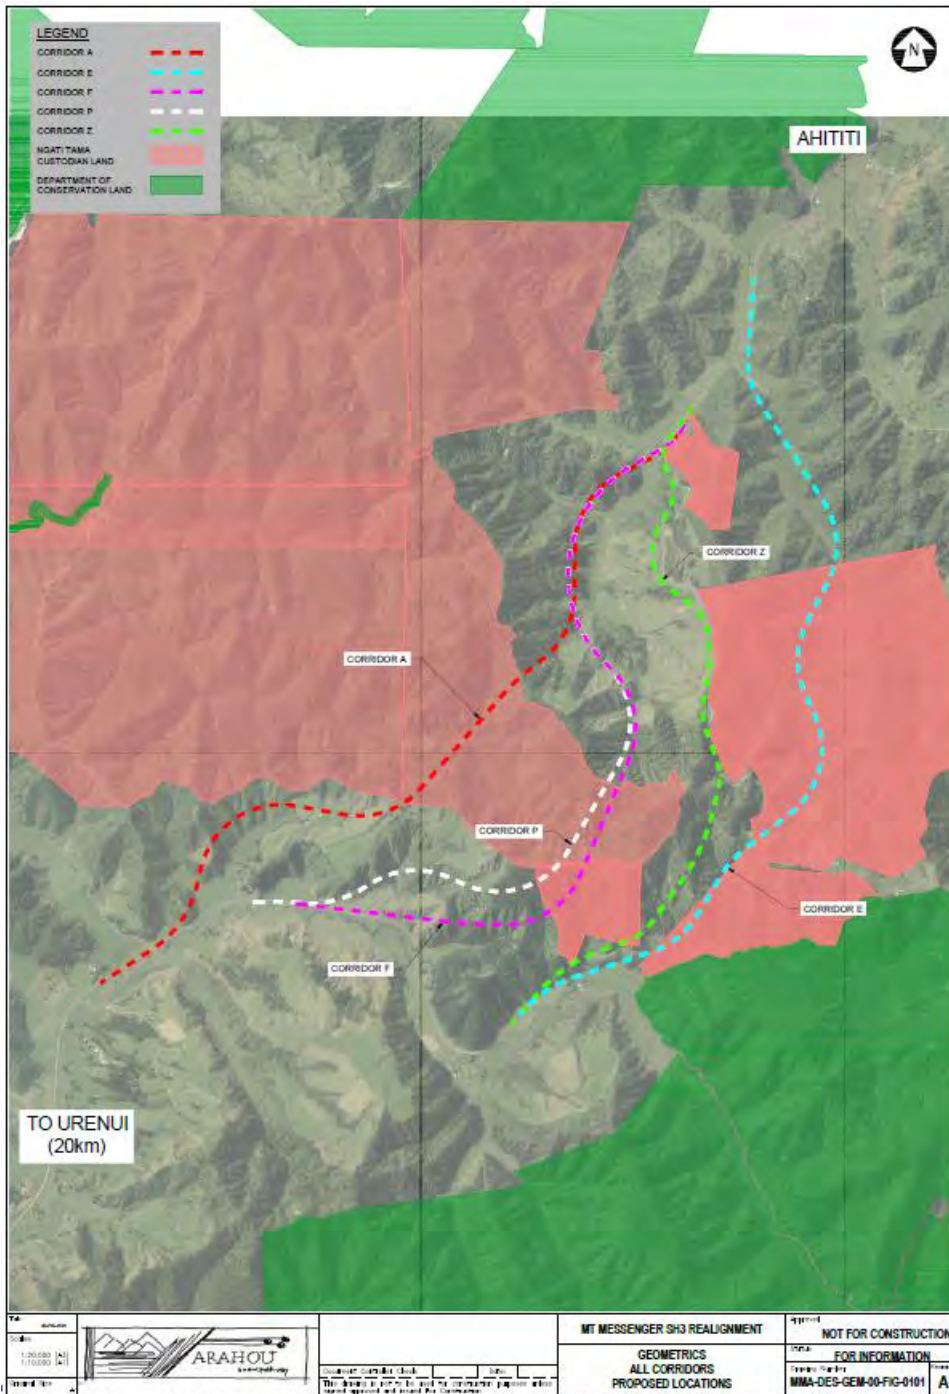 LEGEND
CORRIDOR A
CORRIDOR E
CORRIDOR F
CORRIDOR P
CORRIDOR Z
NGATI TAMA
CUSTODIAN LAND
DEPARTMENT OF
CONSERVATION LAND
N
AHITITI
CORRIDOR Z
CORRIDOR A
CORRIDOR P
CORRIDOR E
CORRIDOR F
TO URENUI
(20km)
ARAHOU
MT MESSENGER SH3 REALIGNMENT
GEOMETRICS
ALL CORRIDORS
PROPOSED LOCATIONS
NOT FOR CONSTRUCTION
FOR INFORMATION
MMA-DES-GEM-00-FIG-0101
A